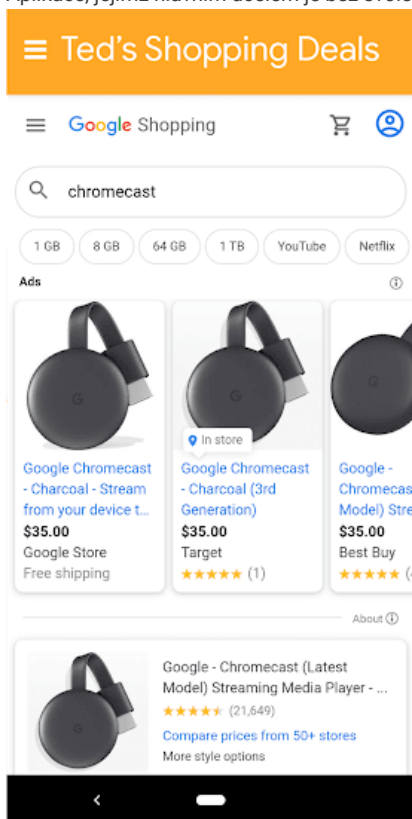 Ted's Shopping Deals
Google Shopping
chromecast
1 GB
8 GB
64 GB
1 TB
YouTube
Netflix
Ads
In store
Google Chromecast
- Charcoal - Stream
from your device t...
$35.00
Google Store
Free shipping
Google Chromecast
- Charcoal (3rd
Generation)
$35.00
Target
(1)
Google -
Chromecas
Model) Stre
$35.00
Best Buy
About
Google - Chromecast (Latest
Model) Streaming Media Player - ...
(21,649)
Compare prices from 50+ stores
More style options